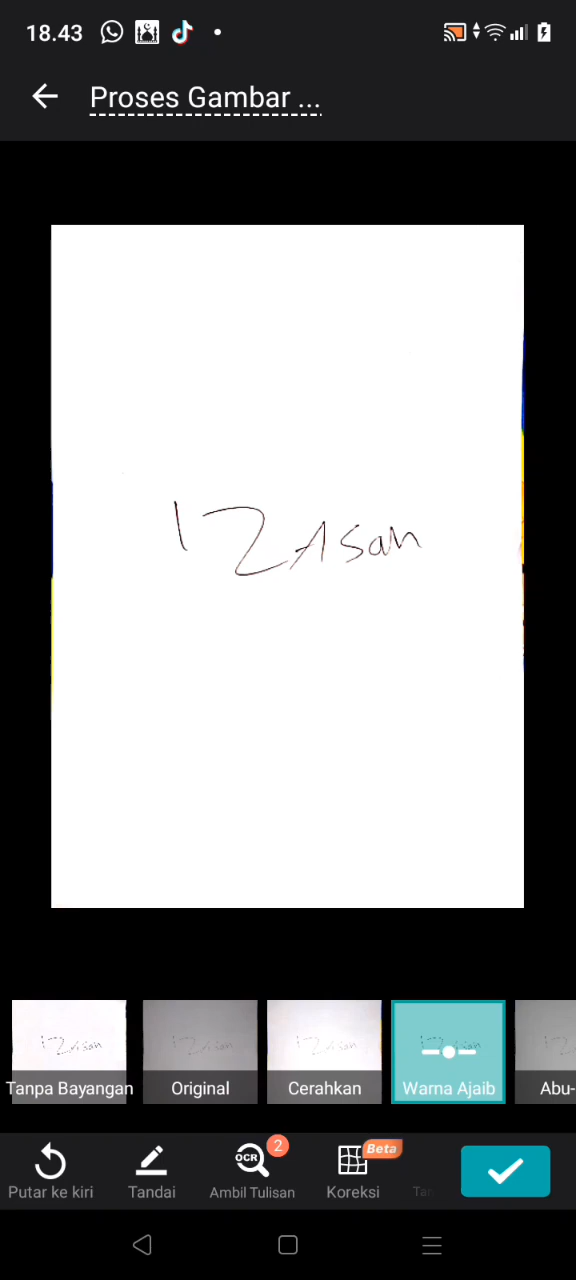 18.43
Proses Gambar ...
IZAsan
Tanpa Bayangan
Original
Cerahkan
Warna Ajaib
Abu-
Putar ke kiri
Tandai
OCR
2
Ambil Tulisan
Beta
Koreksi